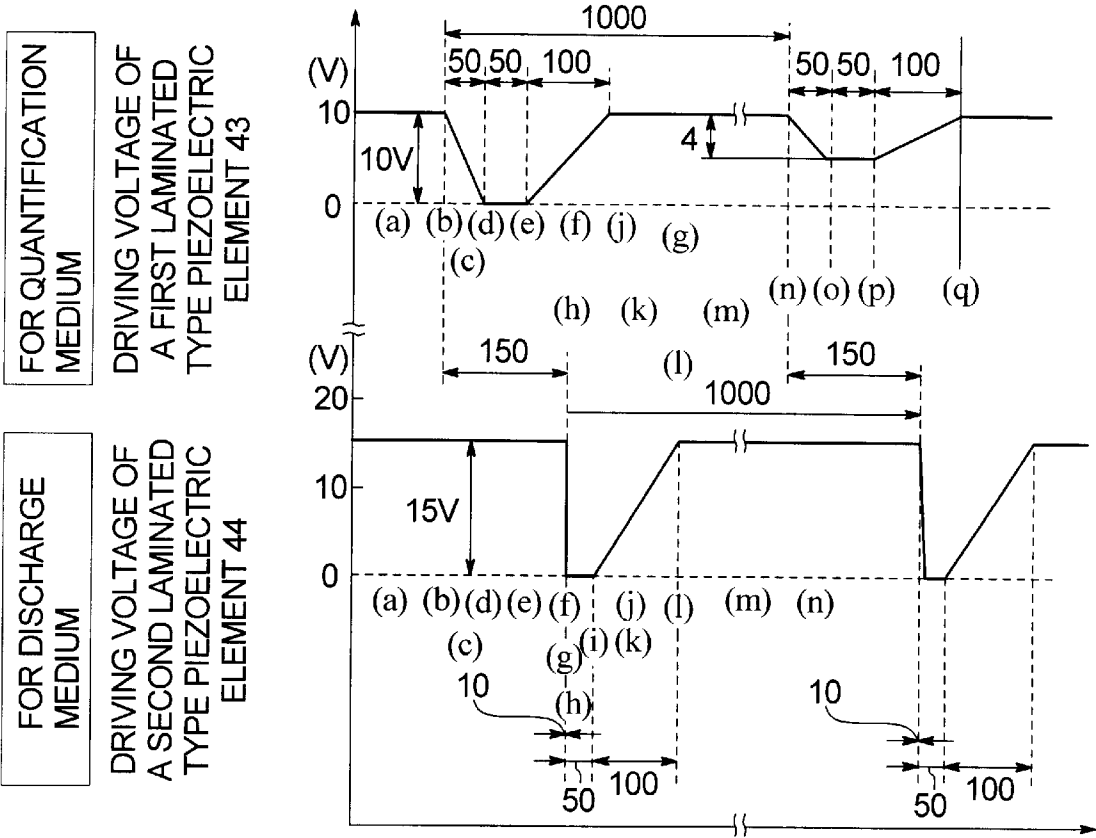 FOR QUANTIFICATION
MEDIUM
DRIVING VOLTAGE OF
A FIRST LAMINATED
TYPE PIEZOELECTRIC
ELEMENT 43
1000
50 50 100
50 50 100
(V)
10
10V
4
0
(a) (b) (d) (e) (f) (j) (g)
(c)
(n) (o) (p) (q)
(h) (k) (m)
(l)
FOR DISCHARGE
MEDIUM
DRIVING VOLTAGE OF
A SECOND LAMINATED
TYPE PIEZOELECTRIC
ELEMENT 44
(V)
150
150
1000
20
10
15V
0
(a) (b) (d) (e) (f) (j) (l) (m) (n)
(c) (g) (i) (k)
(h)
10
10
100
50
100
50